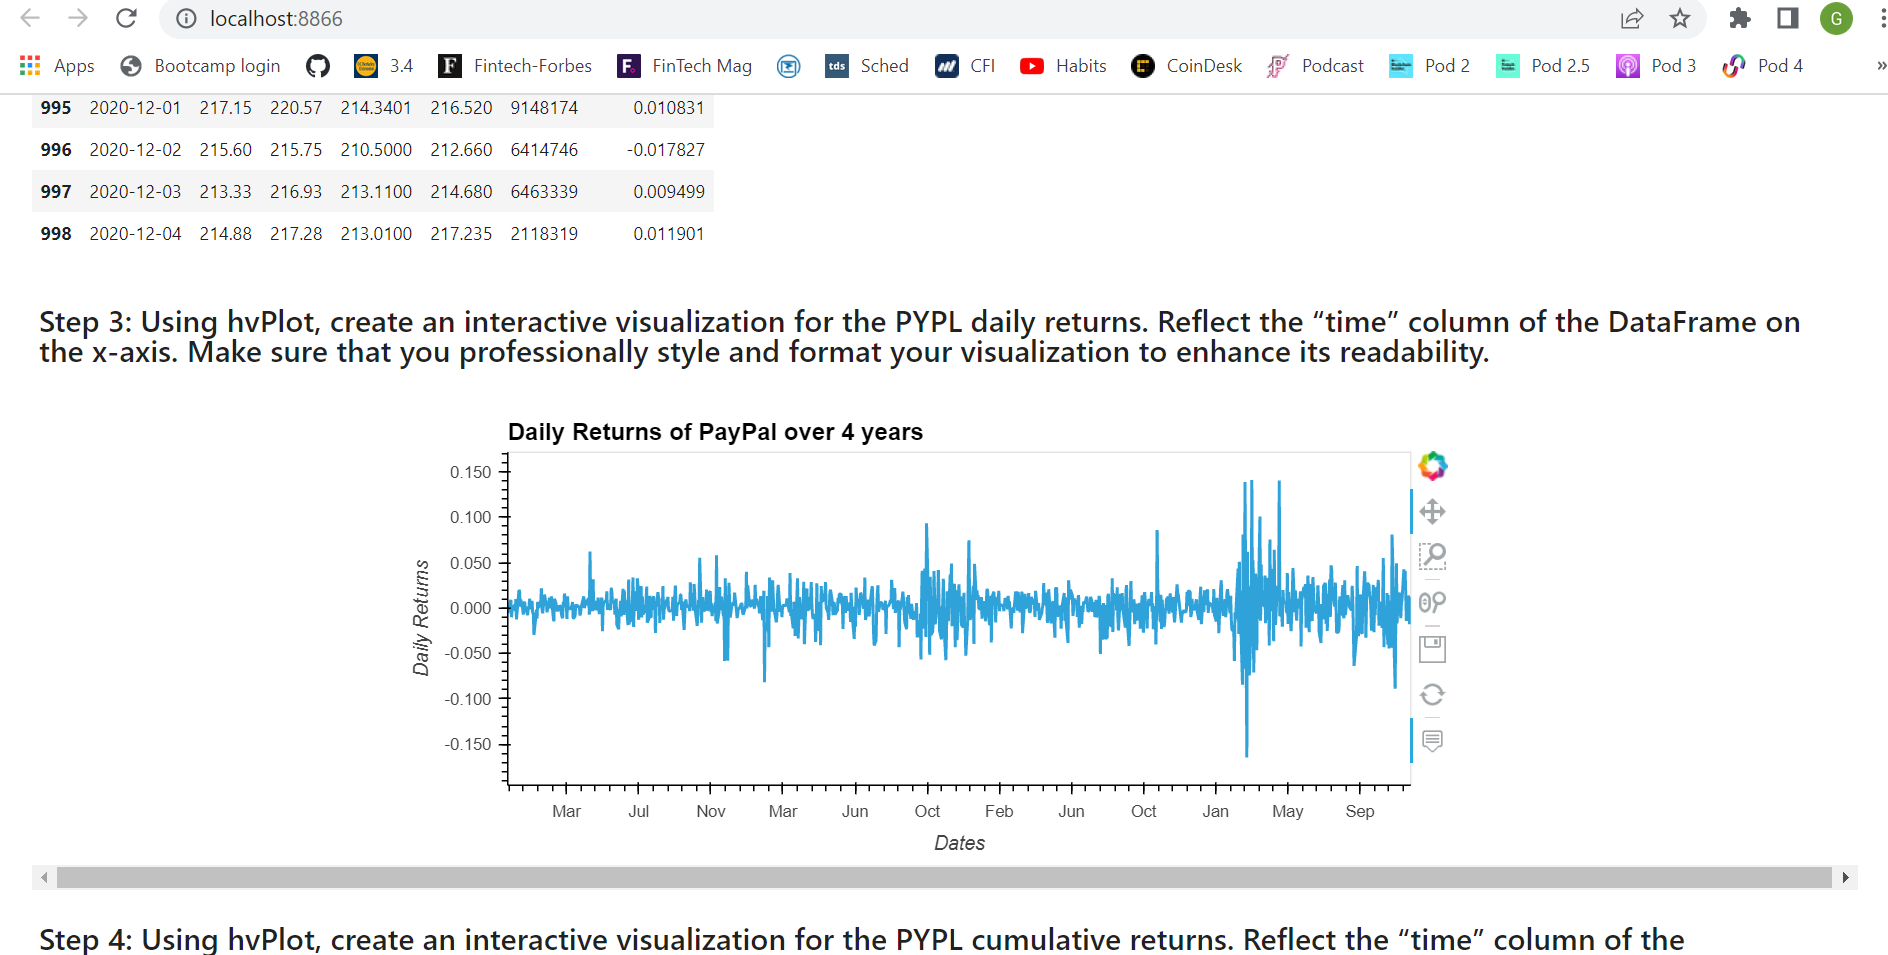 localhost:8866
G
Apps Bootcamp login 3.4 F Fintech-Forbes F. FinTech Mag tds Sched CFI Habits CoinDesk Podcast Pod 2 Pod 2.5 Pod 3 Pod 4 »
995 2020-12-01 217.15 220.57 214.3401 216.520 9148174 0.010831
996 2020-12-02 215.60 215.75 210.5000 212.660 6414746 -0.017827
997 2020-12-03 213.33 216.93 213.1100 214.680 6463339 0.009499
998 2020-12-04 214.88 217.28 213.0100 217.235 2118319 0.011901
Step 3: Using hvPlot, create an interactive visualization for the PYPL daily returns. Reflect the “time” column of the DataFrame on
the x-axis. Make sure that you professionally style and format your visualization to enhance its readability.
Daily Returns of PayPal over 4 years
0.150
0.100
0.050
0.000
-0.050
-0.100
-0.150
Daily Returns
Mar Jul Nov Mar Jun Oct Feb Jun Oct Jan May Sep
Dates
Step 4: Using hvPlot, create an interactive visualization for the PYPL cumulative returns. Reflect the “time” column of the